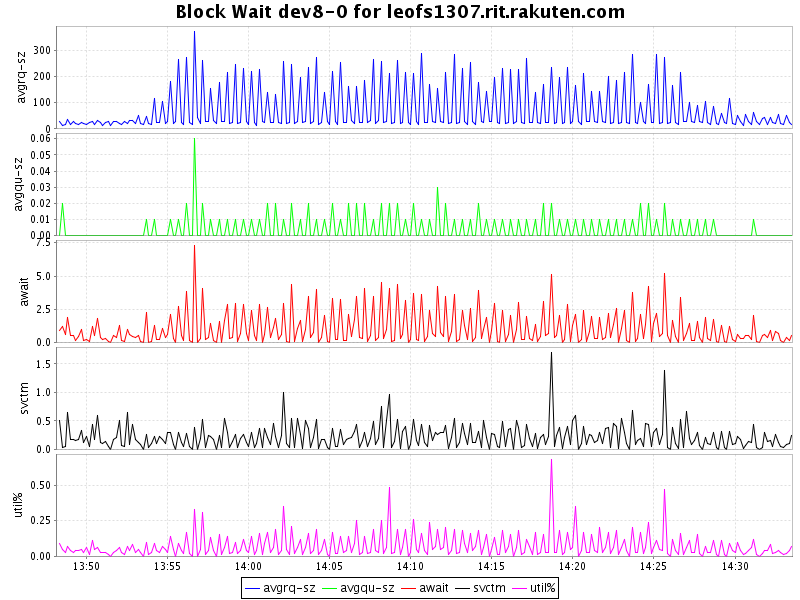 Block Wait dev8-0 for leofs1307.rit.rakuten.com
avgrq-sz
300
200
100
0
avgqu-sz
0.06
0.05
0.04
0.03
0.02
0.01
0.00
await
7.5
5.0
2.5
0.0
svctm
1.5
1.0
0.5
0.0
util%
0.50
0.25
0.00
13:50 13:55 14:00 14:05 14:10 14:15 14:20 14:25 14:30
avgrq-sz avgqu-sz await svctm util%